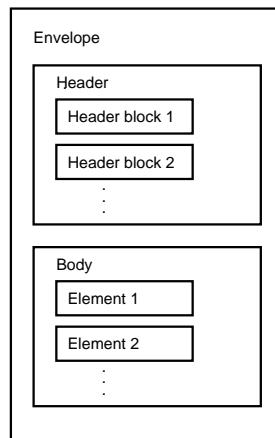 Envelope
Header
Header block 1
Header block 2
Body
Element 1
Element 2